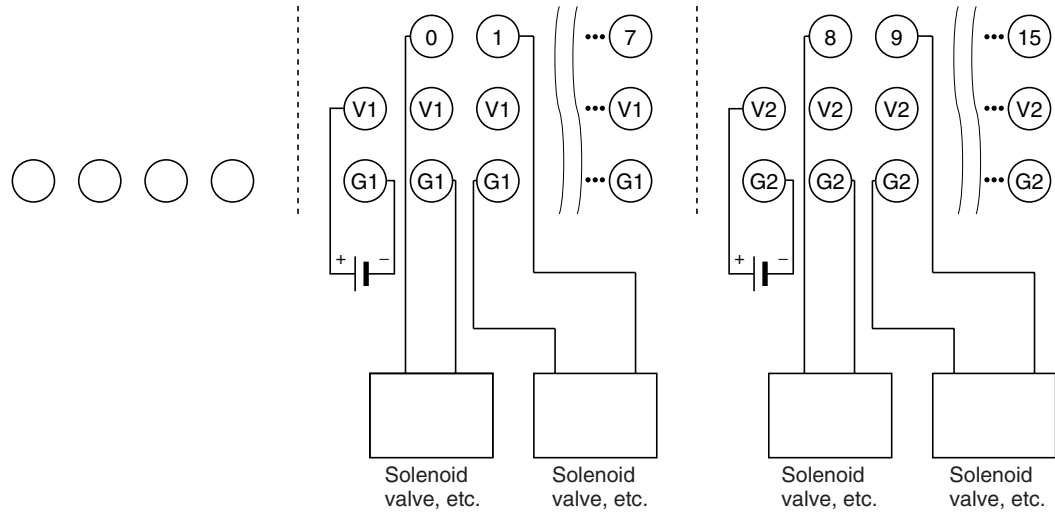 0 1 ••• 7 8 9 ••• 15
V1 V1 V1 ••• V1 V2 V2 V2 ••• V2
G1 G1 G1 ••• G1 G2 G2 G2 ••• G2
+ − + −
Solenoid valve, etc.
Solenoid valve, etc.
Solenoid valve, etc.
Solenoid valve, etc.